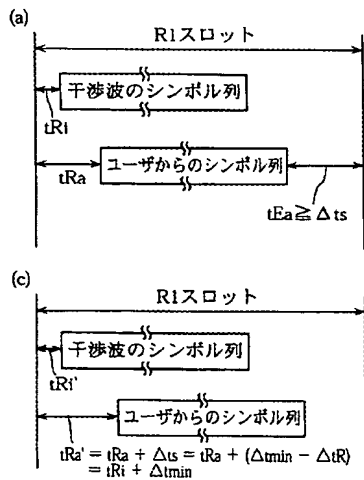 (a)
R1スロット
干渉波のシンボル列
tRi
ユーザからのシンボル列
tRa
tEa≧Δts
(c)
R1スロット
干渉波のシンボル列
tRi'
ユーザからのシンボル列
tRa' = tRa + Δts = tRa + (Δtmin − ΔtR)
= tRi + Δtmin